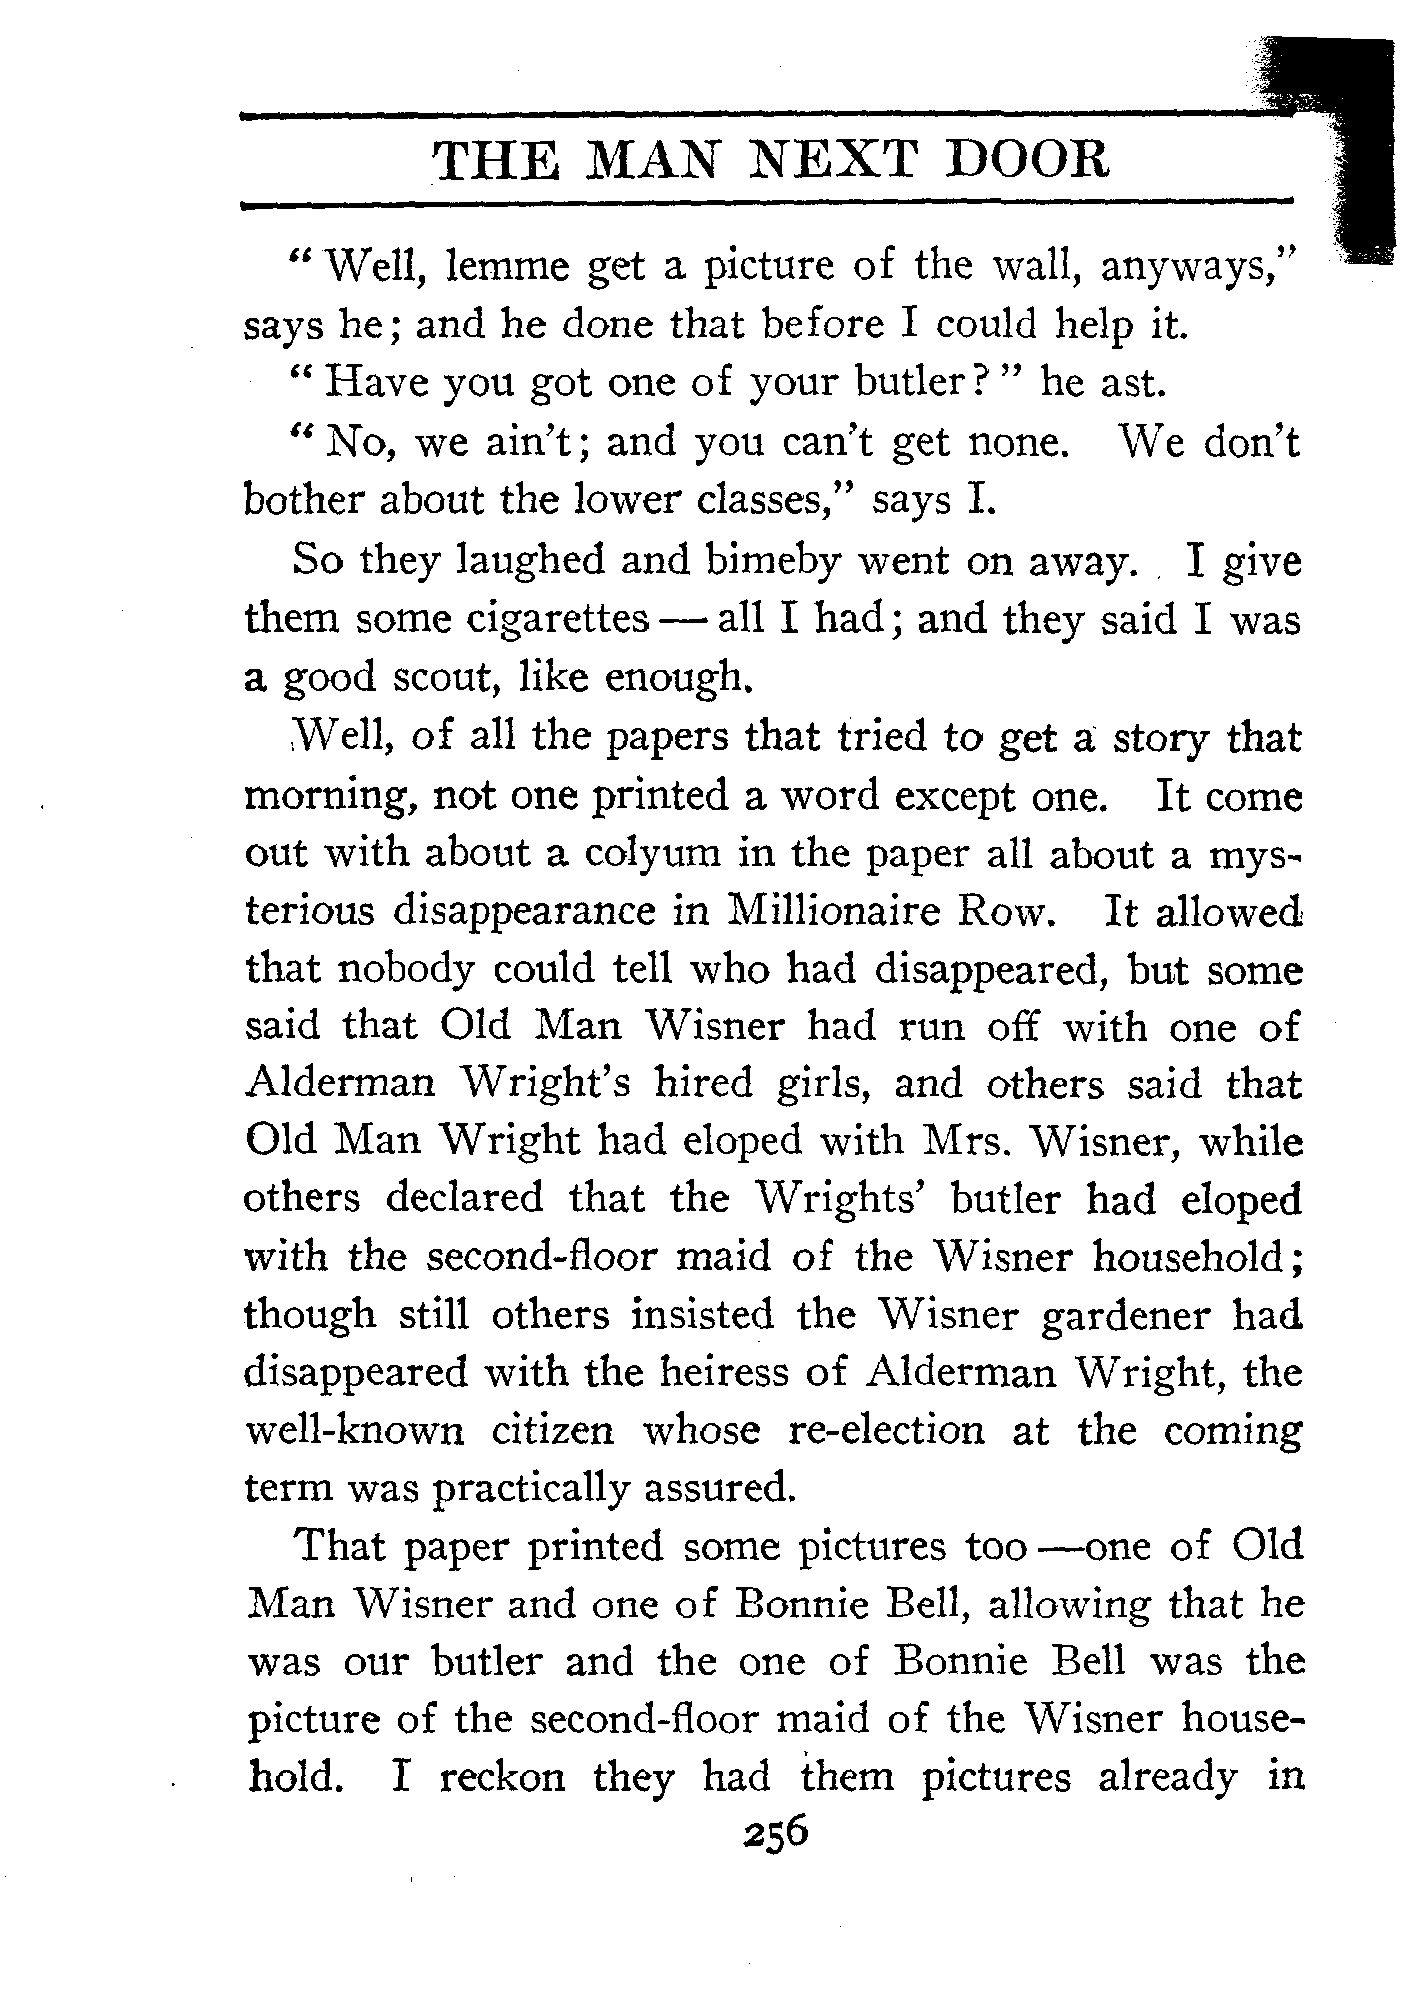 THE MAN NEXT DOOR
" Well, lemme get a picture of the wall, anyways,"
says he; and he done that before I could help it.
" Have you got one of your butler? " he ast.
" No, we ain't; and you can't get none. We don't
bother about the lower classes," says I.
So they laughed and bimeby went on away. I give
them some cigarettes — all I had; and they said I was
a good scout, like enough.
Well, of all the papers that tried to get a story that
morning, not one printed a word except one. It come
out with about a colyum in the paper all about a mys-
terious disappearance in Millionaire Row. It allowed
that nobody could tell who had disappeared, but some
said that Old Man Wisner had run off with one of
Alderman Wright's hired girls, and others said that
Old Man Wright had eloped with Mrs. Wisner, while
others declared that the Wrights' butler had eloped
with the second-floor maid of the Wisner household;
though still others insisted the Wisner gardener had
disappeared with the heiress of Alderman Wright, the
well-known citizen whose re-election at the coming
term was practically assured.
That paper printed some pictures too —one of Old
Man Wisner and one of Bonnie Bell, allowing that he
was our butler and the one of Bonnie Bell was the
picture of the second-floor maid of the Wisner house-
hold. I reckon they had them pictures already in
256